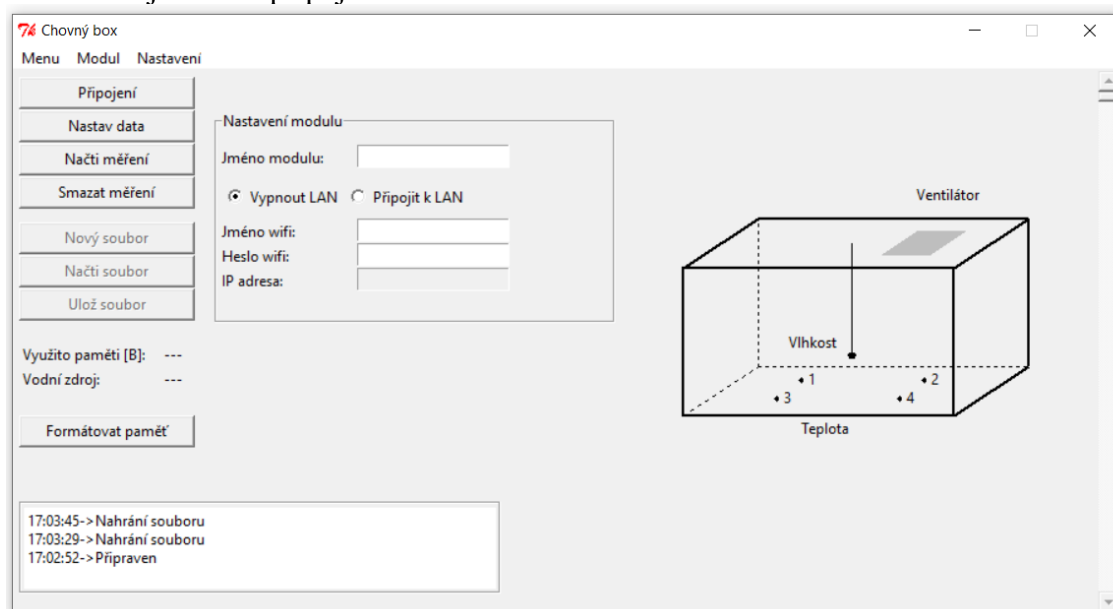 Chovný box
Menu Modul Nastavení
Připojení
Nastav data
Načti měření
Smazat měření
Nový soubor
Načti soubor
Ulož soubor
Využito paměti [B]: ---
Vodní zdroj: ---
Formátovat paměť
Nastavení modulu
Jméno modulu:
Vypnout LAN Připojit k LAN
Jméno wifi:
Heslo wifi:
IP adresa:
Ventilátor
Vlhkost
1 2
3 4
Teplota
17:03:45->Nahrání souboru
17:03:29->Nahrání souboru
17:02:52->Připraven